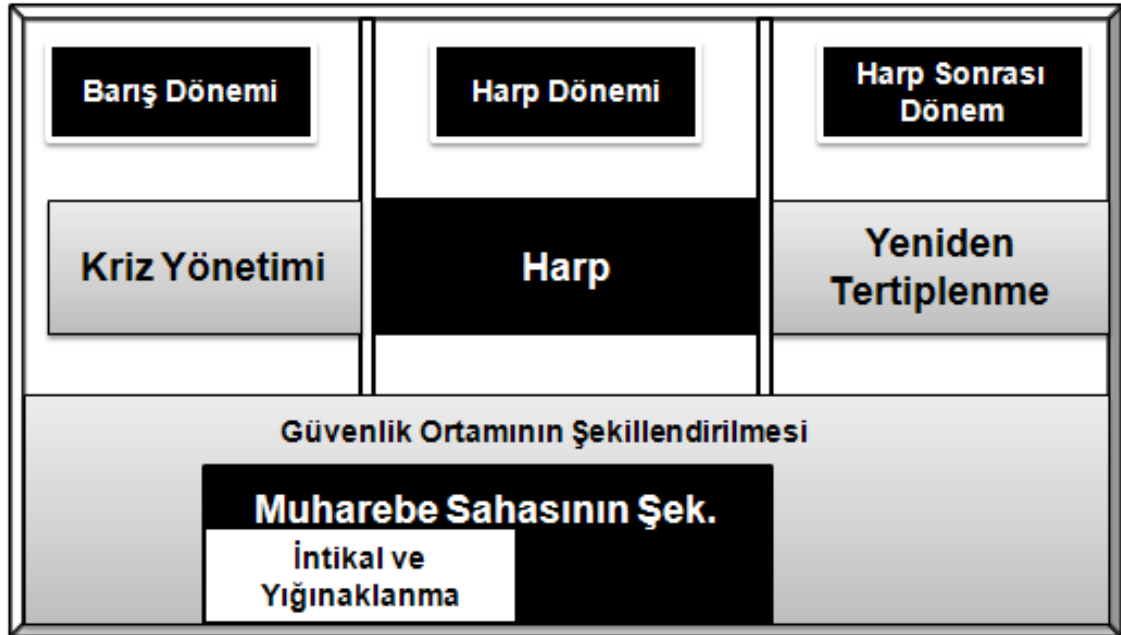 Barış Dönemi
Harp Dönemi
Harp Sonrası
Dönem
Kriz Yönetimi
Harp
Yeniden
Tertiplenme
Güvenlik Ortamının Şekillendirilmesi
Muharebe Sahasının Şek.
İntikal ve
Yığınaklanma